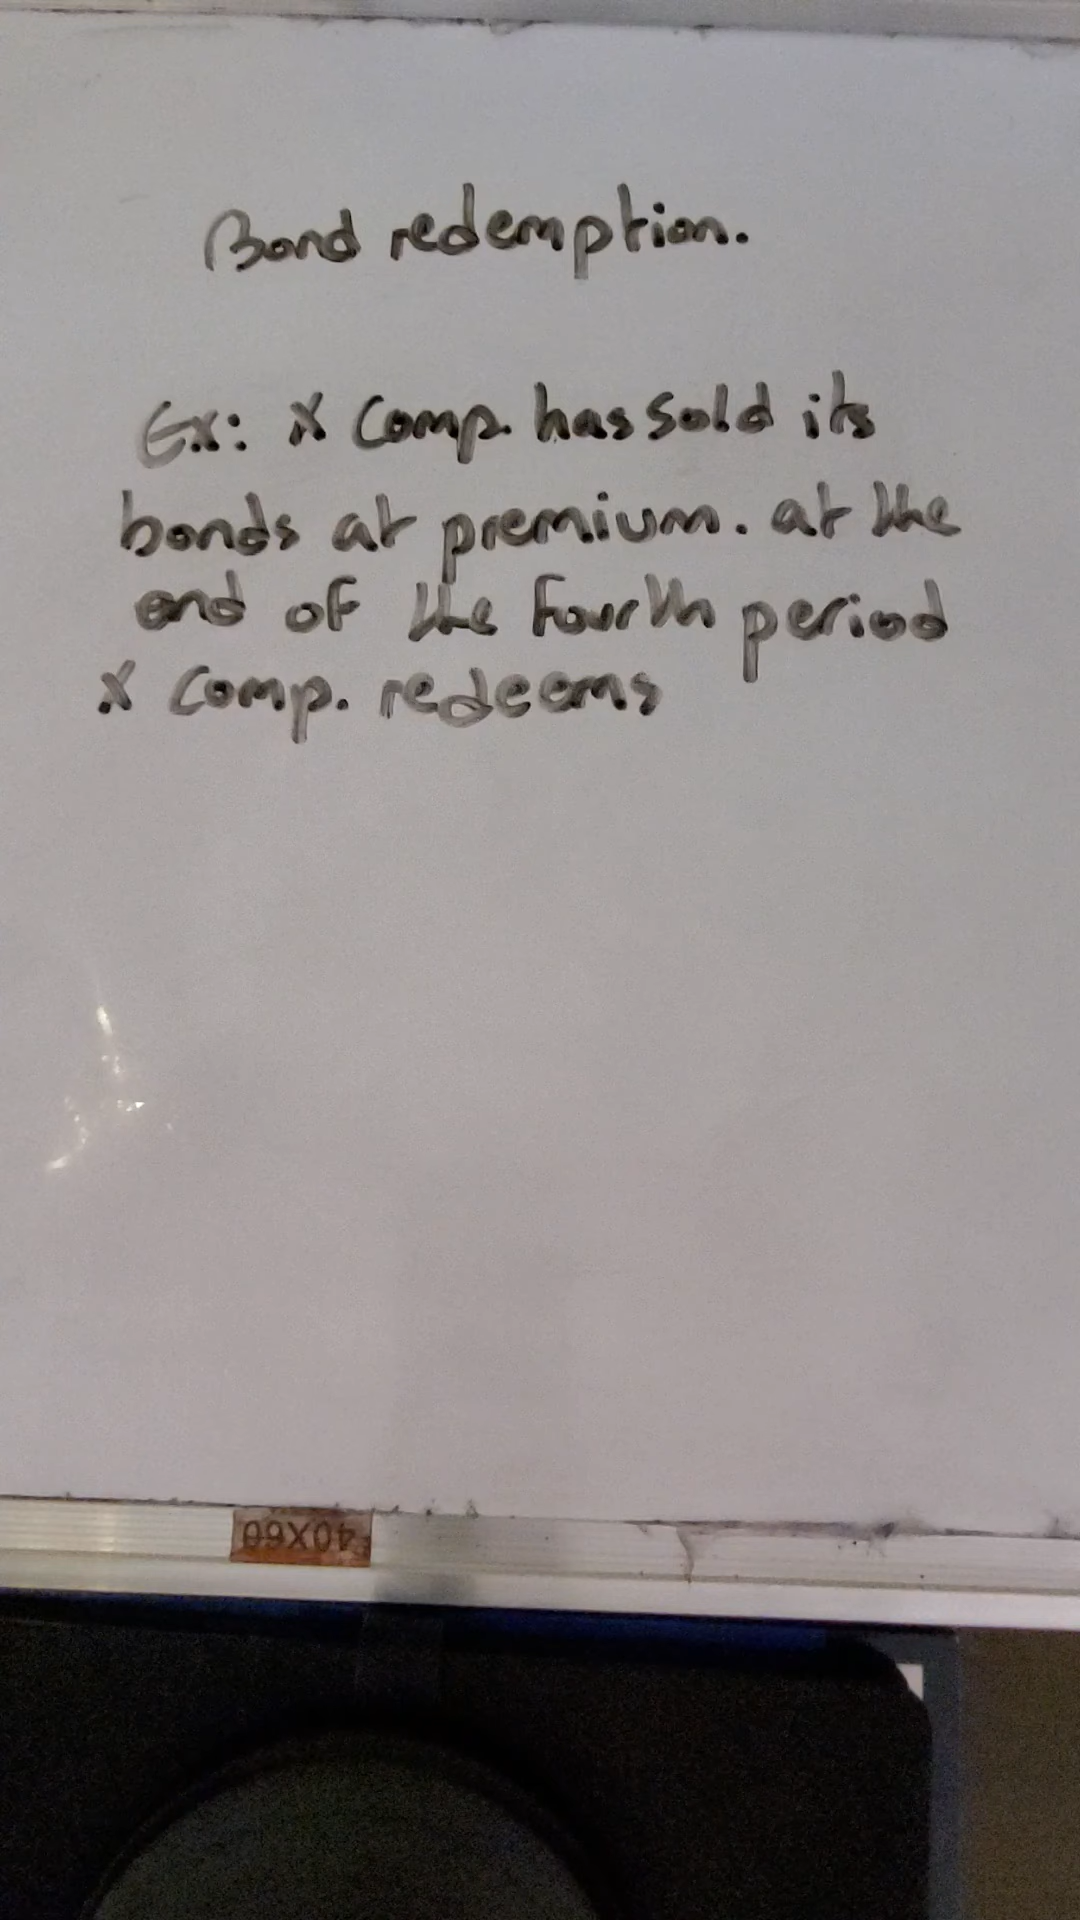 Bond redemption.
Ex: X Comp. has sold its
bonds at premium. at the
end of the fourth period
X Comp. redeems
40X60